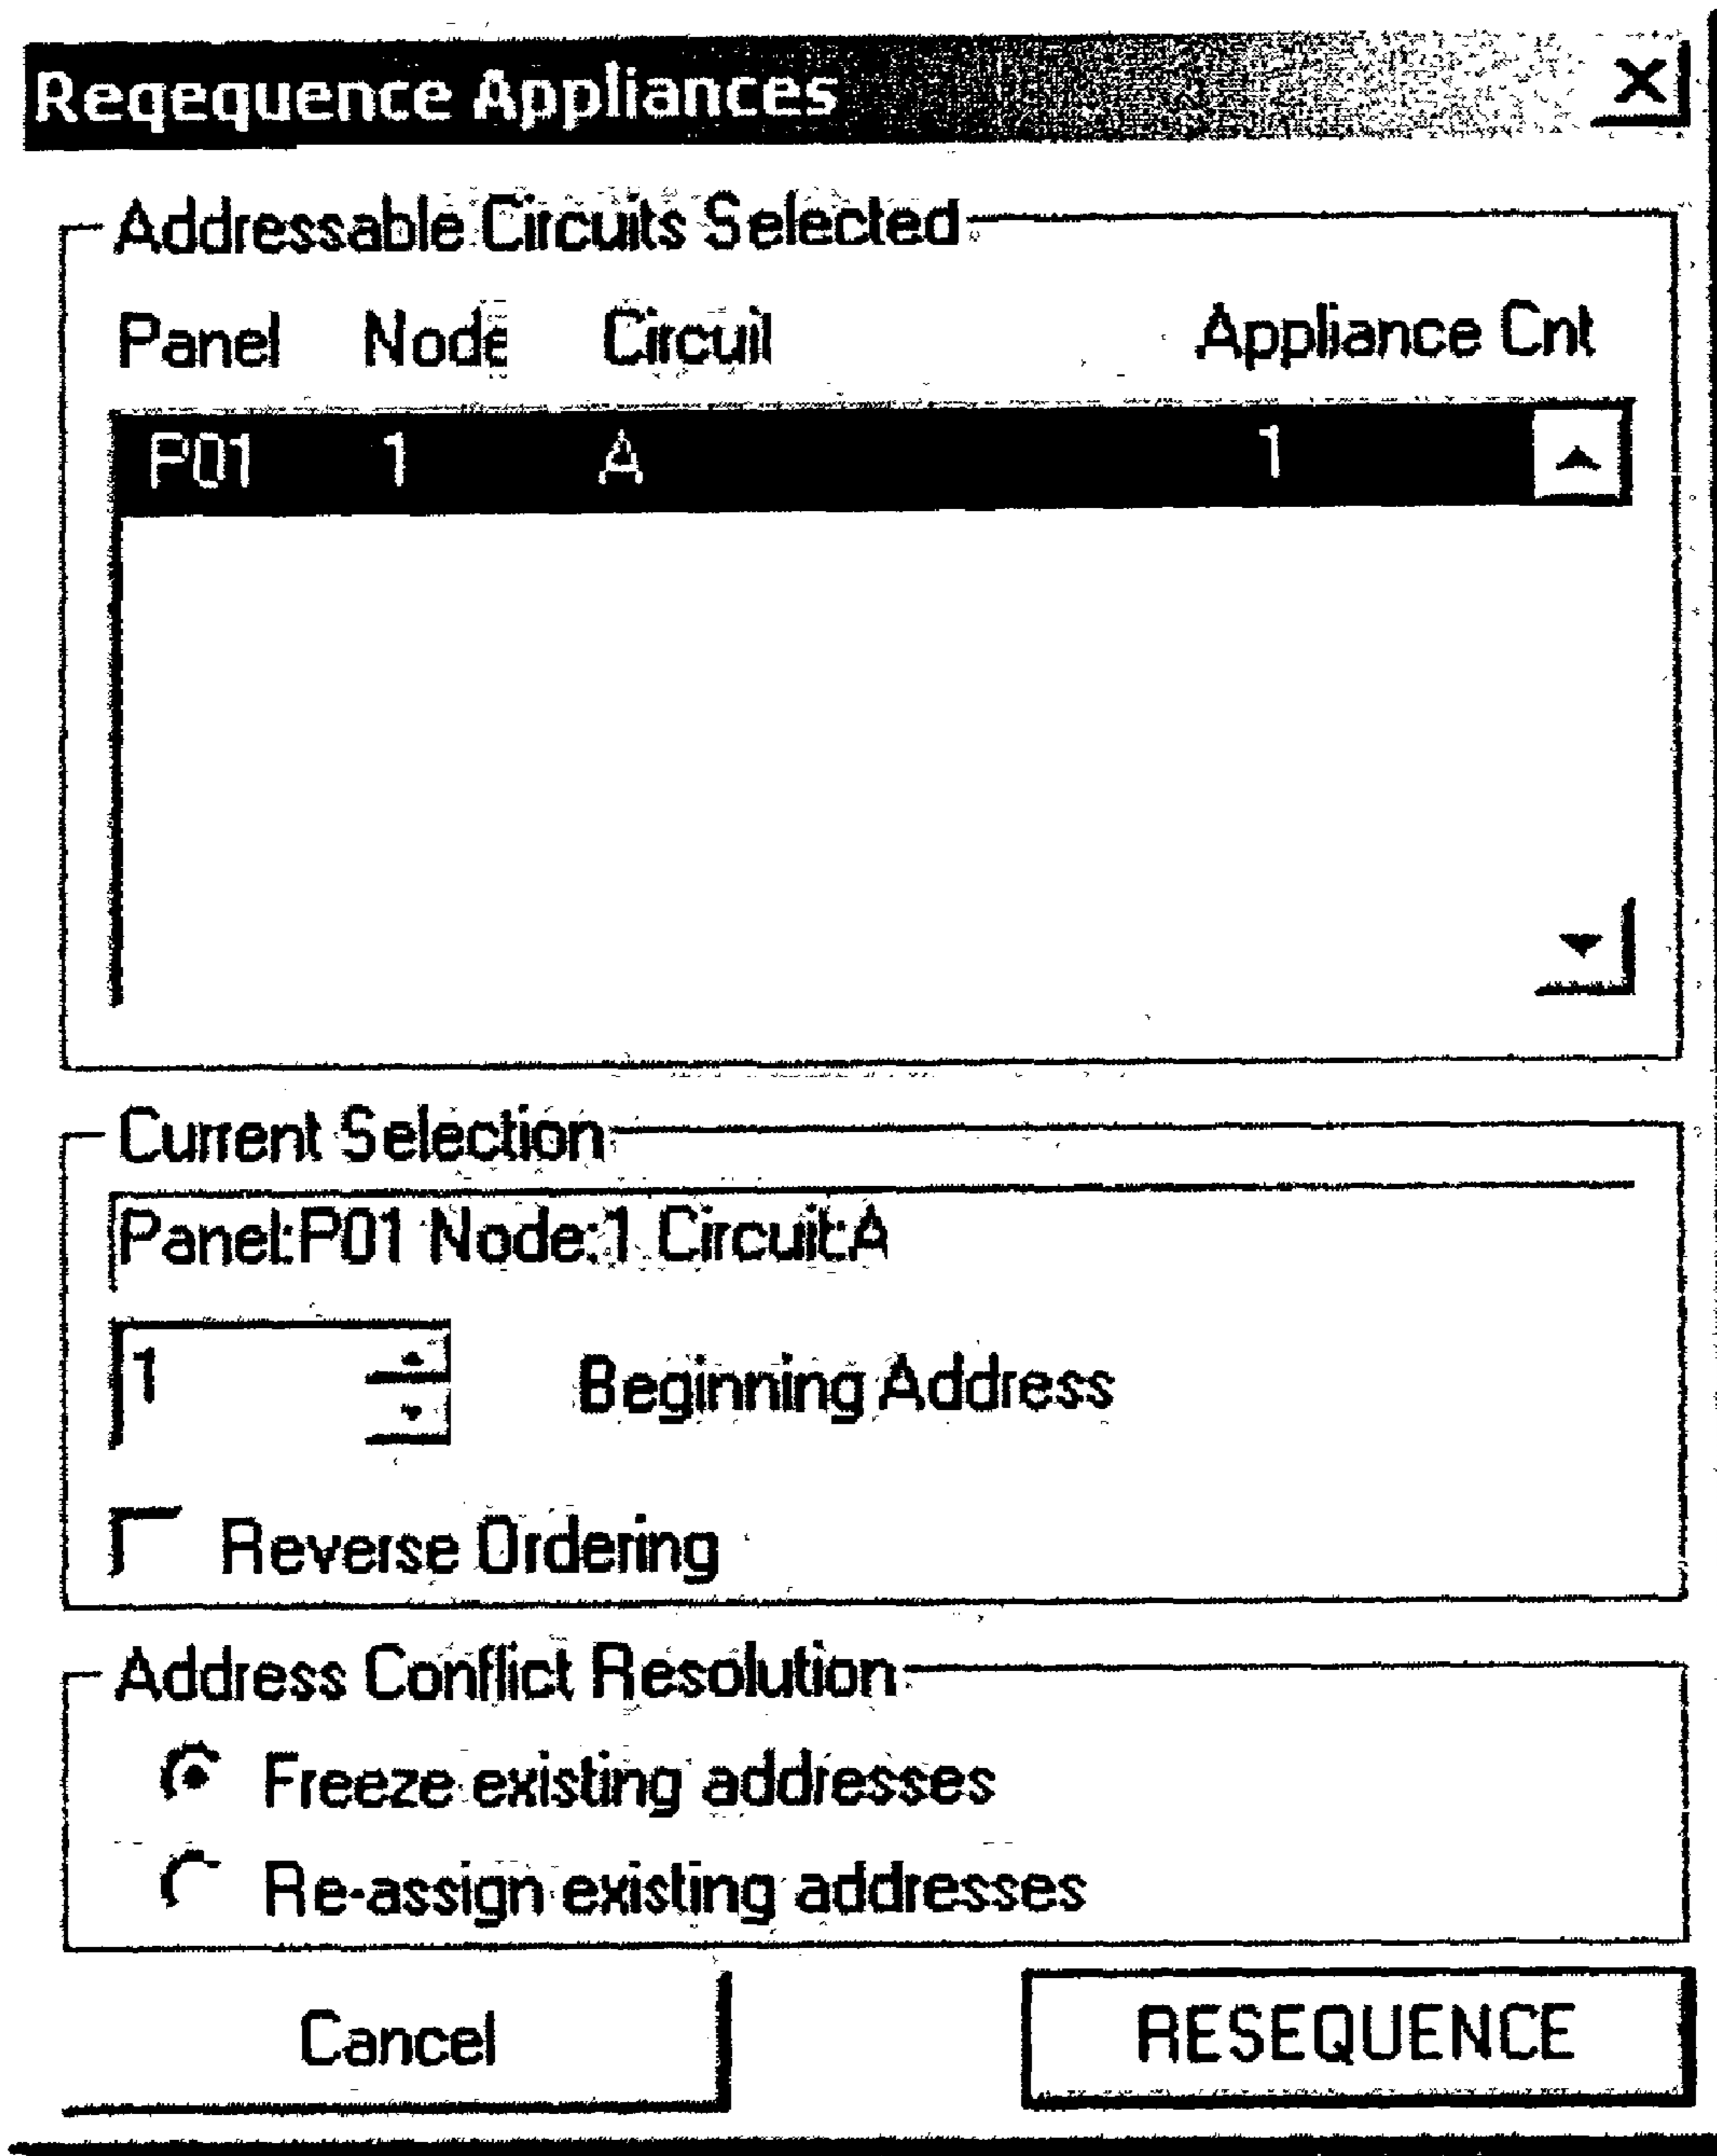 Reqequence Appliances
Addressable Circuits Selected
Panel Node Circuit Appliance Cnt
P01 1 A 1
Current Selection
Panel:P01 Node:1 Circuit:A
1 Beginning Address
Reverse Ordering
Address Conflict Resolution
Freeze existing addresses
Re-assign existing addresses
Cancel RESEQUENCE